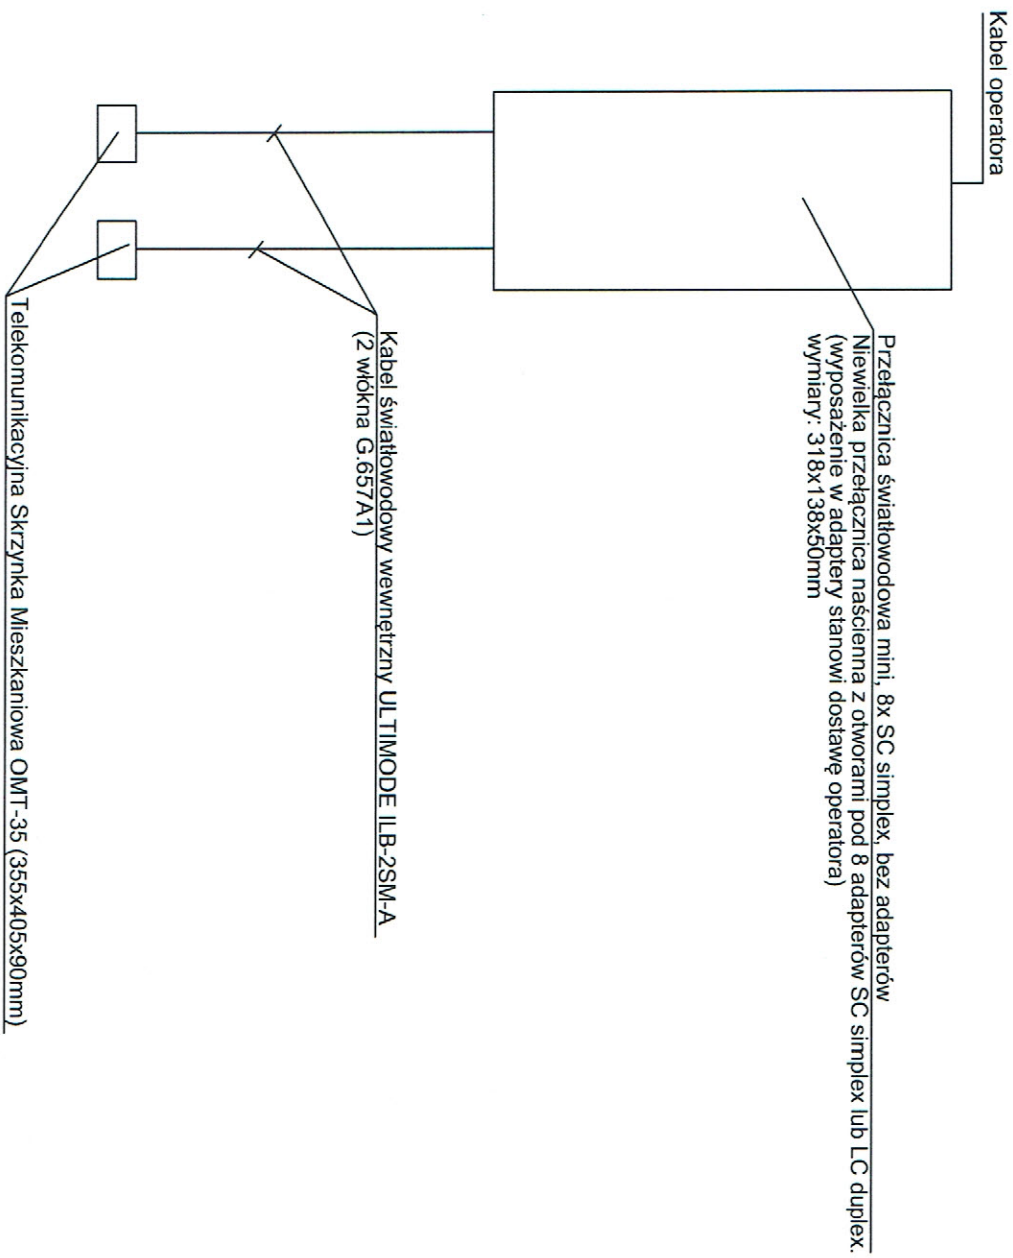 Kabel operatora
Przełącznica światłowodowa mini, 8x SC simplex, bez adapterów
Niewielka przełącznica naścienna z otworami pod 8 adapterów SC simplex lub LC duplex.
(wyposażenie w adaptery stanowi dostawę operatora)
wymiary: 318x138x50mm
Kabel światłowodowy wewnętrzny ULTIMODE ILB-2SM-A
(2 włókna G.657A1)
Telekomunikacyjna Skrzynka Mieszkaniowa OMT-35 (355x405x90mm)